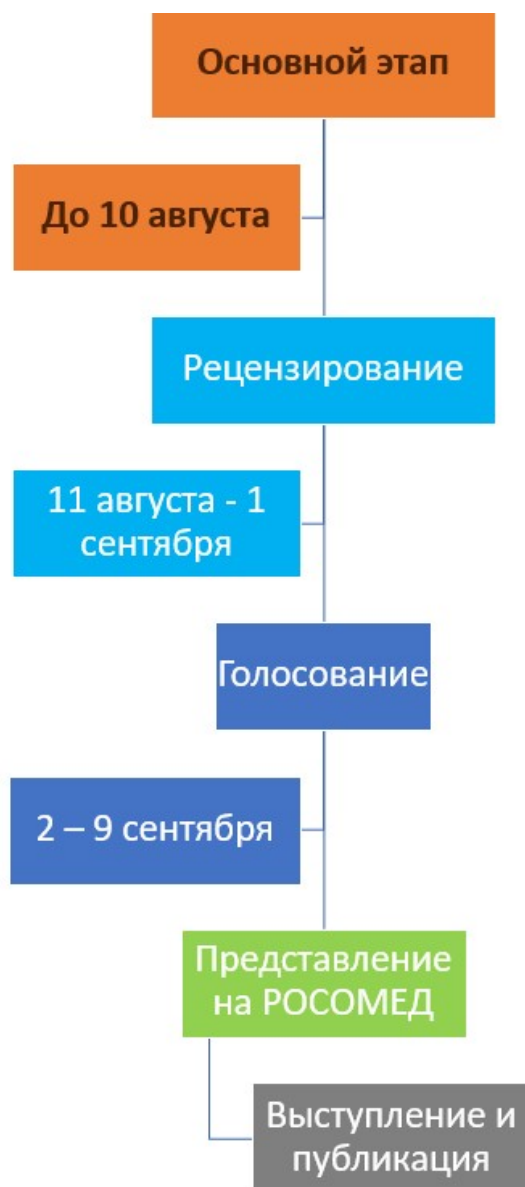 Основной этап
До 10 августа
Рецензирование
11 августа - 1
сентября
Голосование
2 – 9 сентября
Представление
на РОСОМЕД
Выступление и
публикация